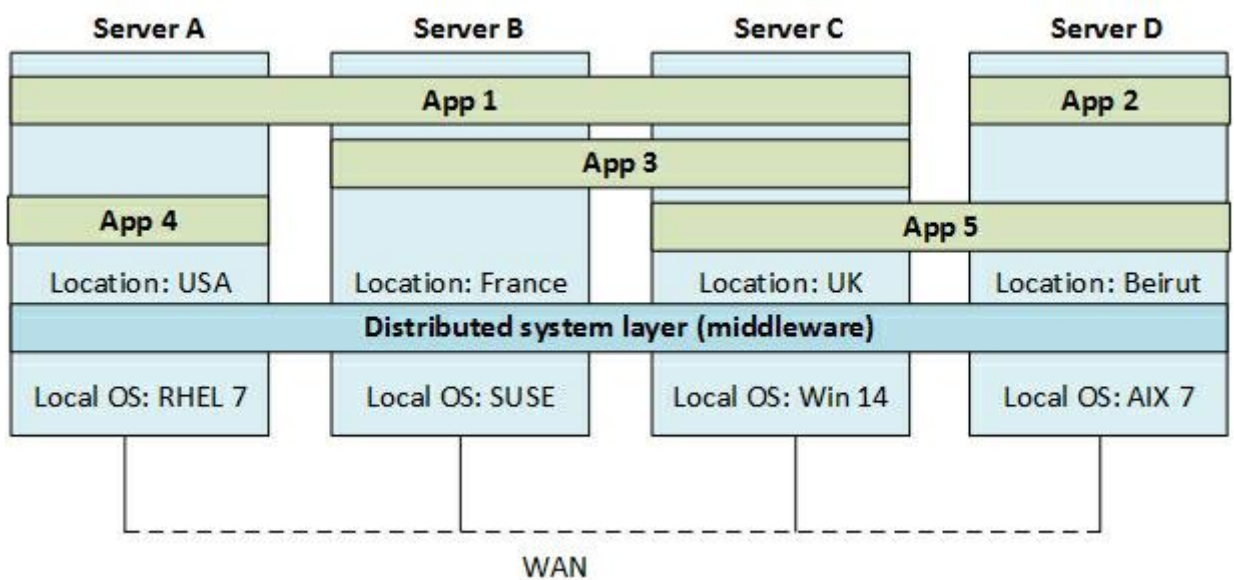 Server A Server B Server C Server D
App 1 App 2
App 3
App 4 App 5
Location: USA Location: France Location: UK Location: Beirut
Distributed system layer (middleware)
Local OS: RHEL 7 Local OS: SUSE Local OS: Win 14 Local OS: AIX 7
WAN